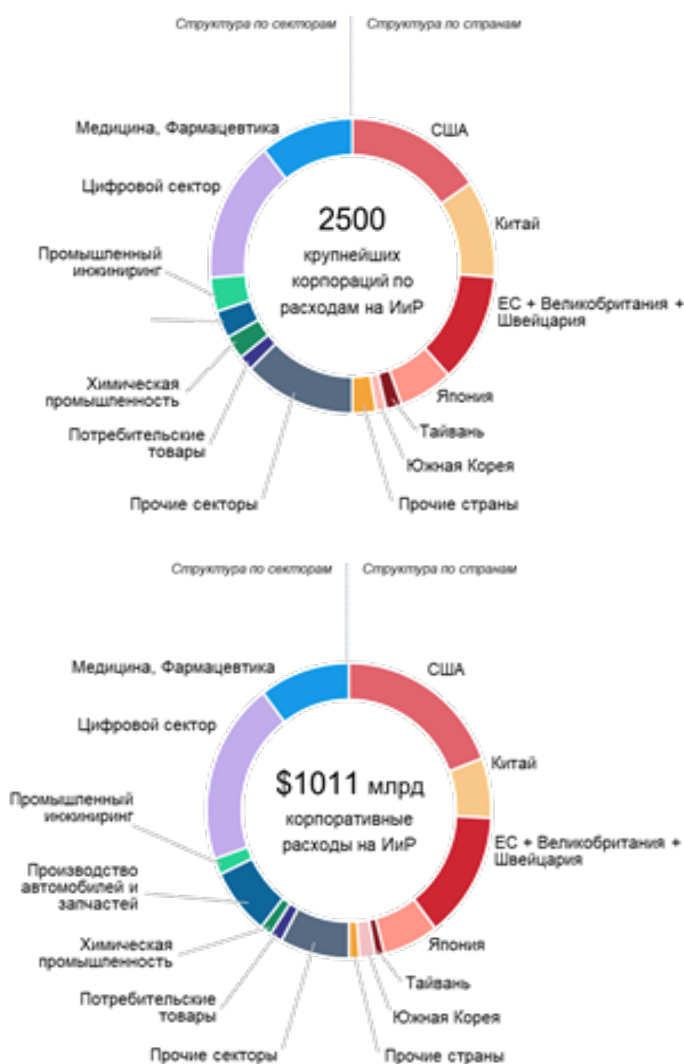 Структура по секторам
Структура по странам
Медицина, Фармацевтика
США
Цифровой сектор
Китай
2500
крупнейших
корпораций по
расходам на ИиР
Промышленный
инжиниринг
ЕС + Великобритания +
Швейцария
Химическая
промышленность
Япония
Тайвань
Потребительские
товары
Южная Корея
Прочие секторы
Прочие страны
Структура по секторам
Структура по странам
Медицина, Фармацевтика
США
Цифровой сектор
Китай
$1011 млрд
корпоративные
расходы на ИиР
Промышленный
инжиниринг
ЕС + Великобритания +
Швейцария
Производство
автомобилей и
запчастей
Химическая
промышленность
Япония
Тайвань
Потребительские
товары
Южная Корея
Прочие секторы
Прочие страны